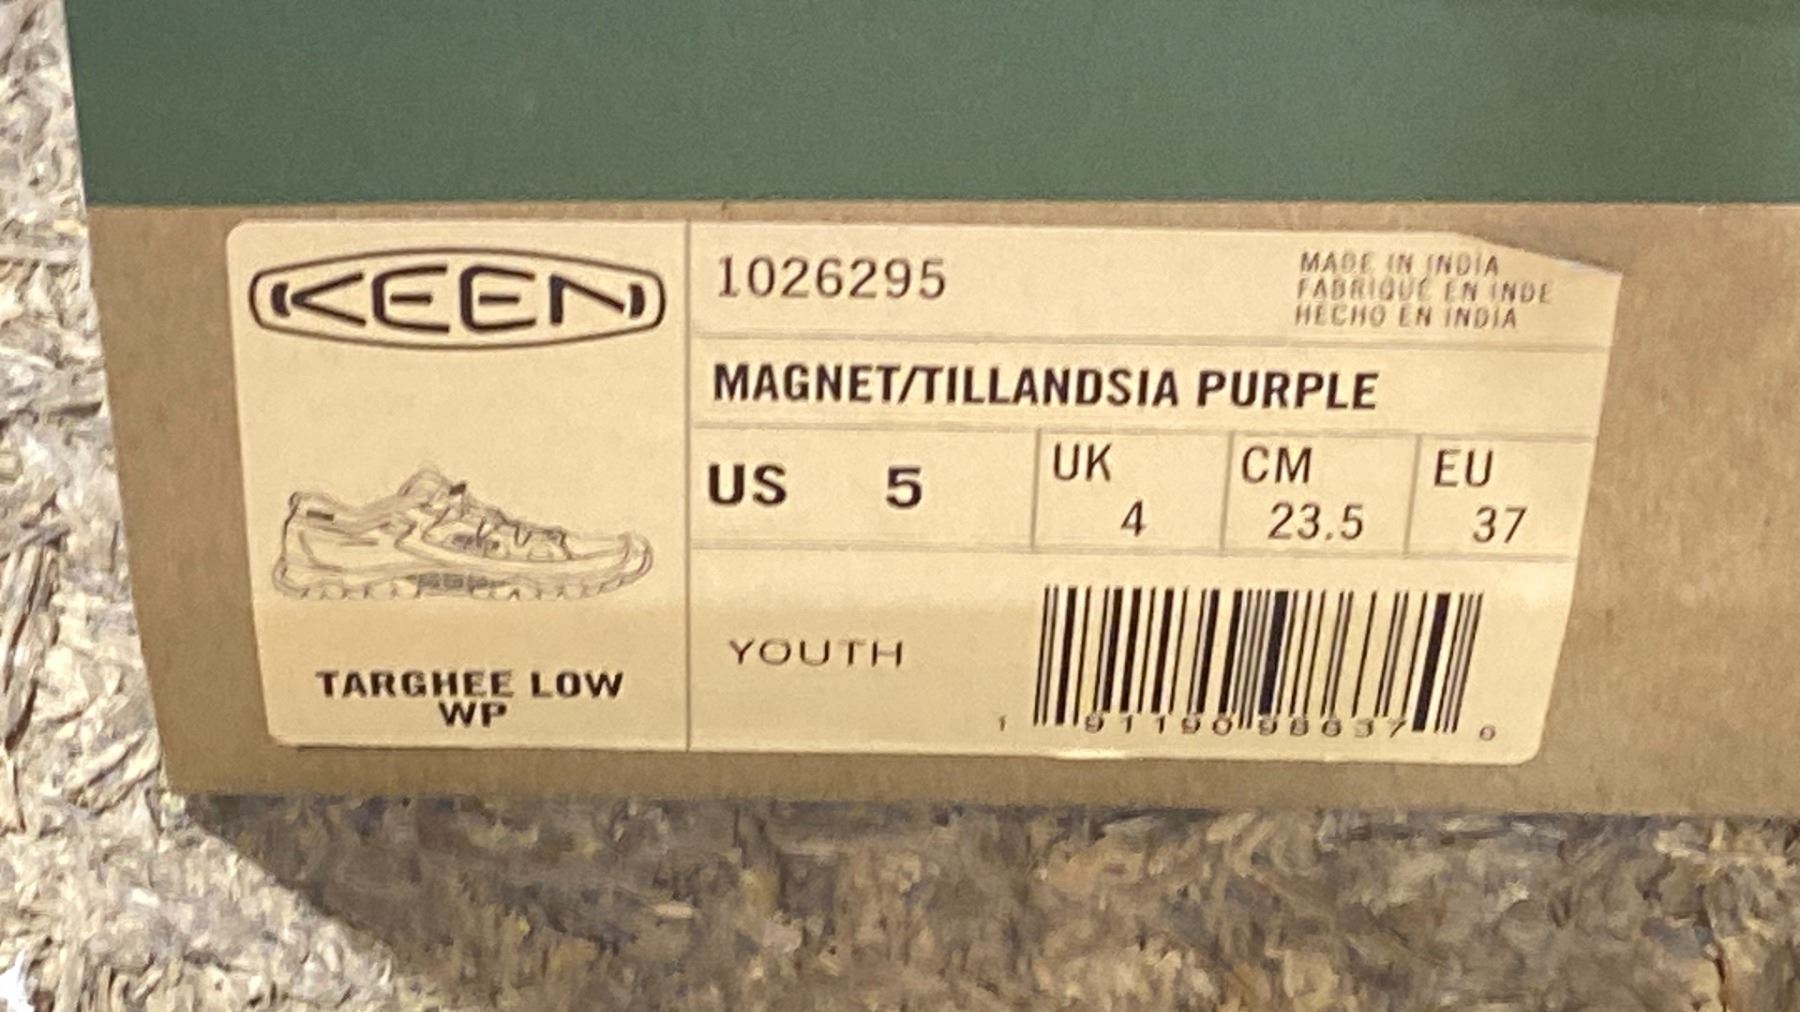 KEEN
1026295
MADE IN INDIA
FABRIQUÉ EN INDE
HECHO EN INDIA
MAGNET/TILLANDSIA PURPLE
US 5
UK
4
CM
23.5
EU
37
TARGHEE LOW
WP
YOUTH